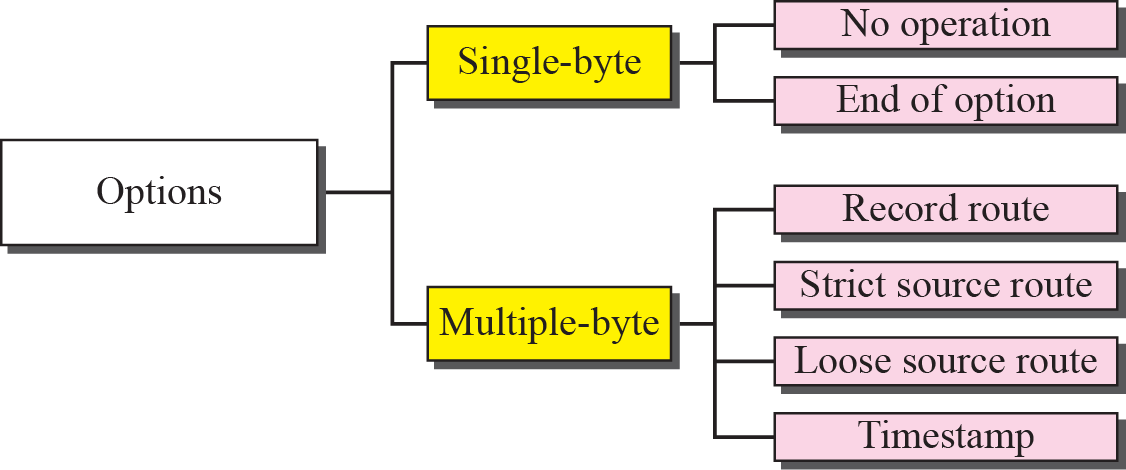 Options
Single-byte
No operation
End of option
Multiple-byte
Record route
Strict source route
Loose source route
Timestamp